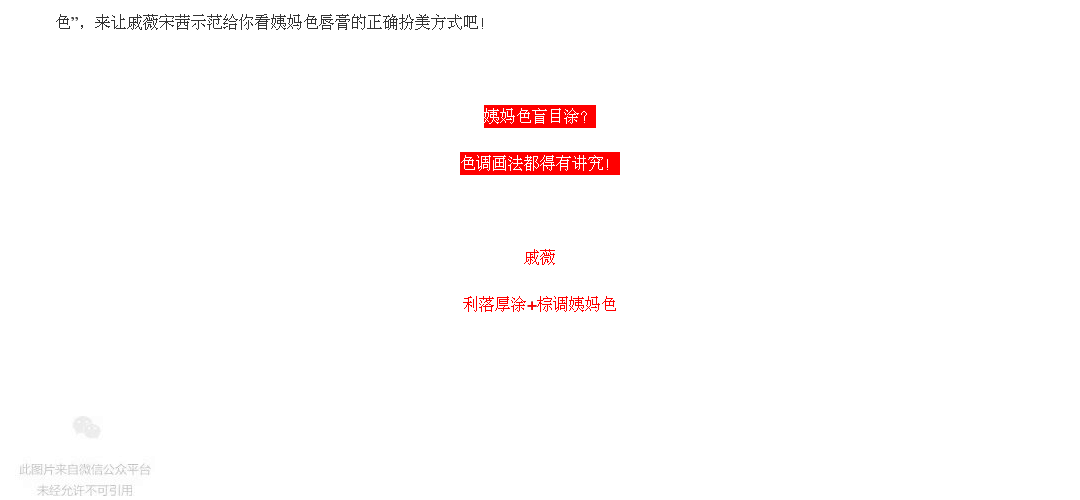 色”，来让戚薇宋茜示范给你看姨妈色唇膏的正确扮美方式吧！
姨妈色盲目涂？
色调画法都得有讲究！
戚薇
利落厚涂+棕调姨妈色
此图片来自微信公众平台
未经允许不可引用